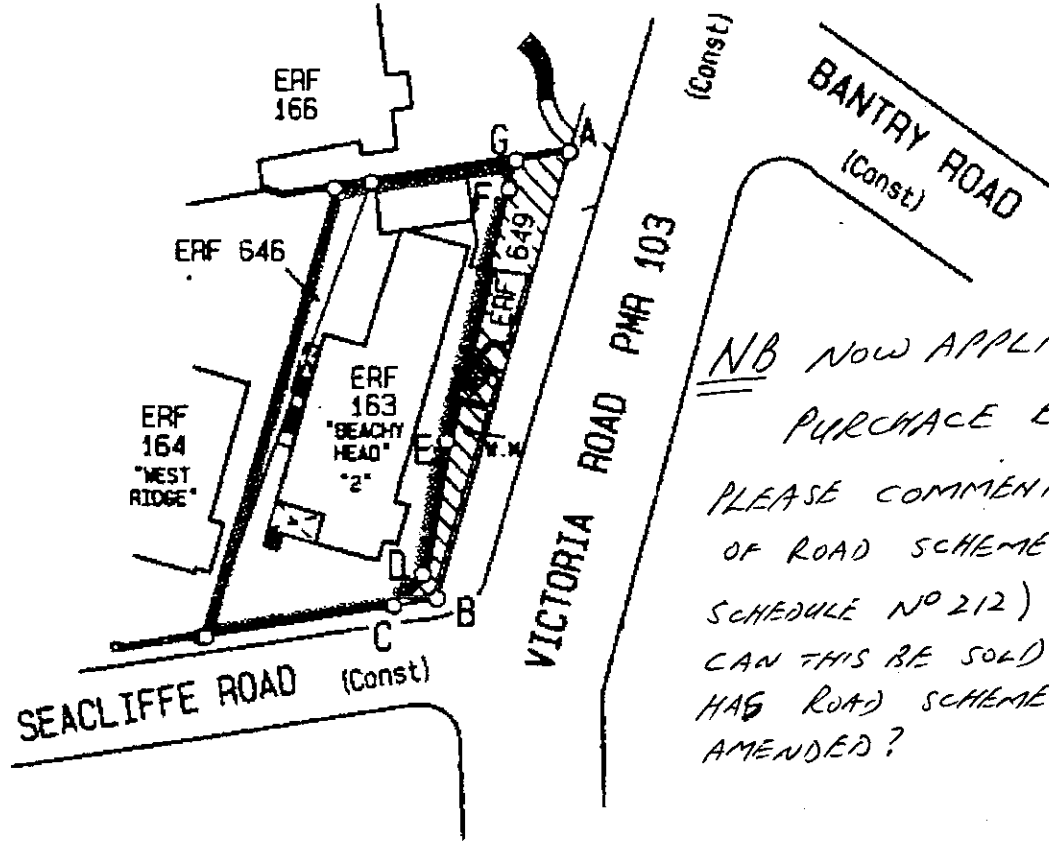 ERF
166
(Const)
BANTRY ROAD
(Const)
A
G
F
ERF 649
ERF 646
VICTORIA ROAD PMR 103
ERF
163
"BEACHY
HEAD"
"2"
ERF
164
"WEST
RIDGE"
E
W.M
D
B
C
SEACLIFFE ROAD (Const)
NB NOW APPLI
PURCHACE E
PLEASE COMMEN
OF ROAD SCHEME
SCHEDULE Nº 212)
CAN THIS BE SOLD
HAS ROAD SCHEME
AMENDED?